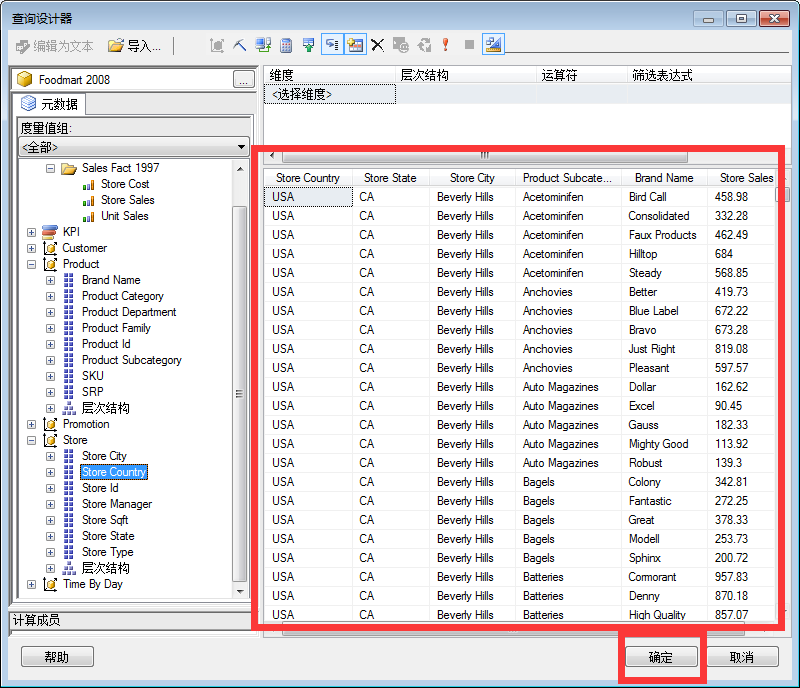 查询设计器
编辑为文本 导入...
Foodmart 2008 ...
元数据
度量值组:
<全部>
Sales Fact 1997
Store Cost
Store Sales
Unit Sales
KPI
Customer
Product
Brand Name
Product Category
Product Department
Product Family
Product Id
Product Subcategory
SKU
SRP
层次结构
Promotion
Store
Store City
Store Country
Store Id
Store Manager
Store Sqft
Store State
Store Type
层次结构
Time By Day
计算成员
维度 层次结构 运算符 筛选表达式
<选择维度>
Store Country Store State Store City Product Subcate... Brand Name Store Sales
USA CA Beverly Hills Acetominifen Bird Call 458.98
USA CA Beverly Hills Acetominifen Consolidated 332.28
USA CA Beverly Hills Acetominifen Faux Products 462.49
USA CA Beverly Hills Acetominifen Hilltop 684
USA CA Beverly Hills Acetominifen Steady 568.85
USA CA Beverly Hills Anchovies Better 419.73
USA CA Beverly Hills Anchovies Blue Label 672.22
USA CA Beverly Hills Anchovies Bravo 673.28
USA CA Beverly Hills Anchovies Just Right 819.08
USA CA Beverly Hills Anchovies Pleasant 597.57
USA CA Beverly Hills Auto Magazines Dollar 162.62
USA CA Beverly Hills Auto Magazines Excel 90.45
USA CA Beverly Hills Auto Magazines Gauss 182.33
USA CA Beverly Hills Auto Magazines Mighty Good 113.92
USA CA Beverly Hills Auto Magazines Robust 139.3
USA CA Beverly Hills Bagels Colony 342.81
USA CA Beverly Hills Bagels Fantastic 272.25
USA CA Beverly Hills Bagels Great 378.33
USA CA Beverly Hills Bagels Modell 253.73
USA CA Beverly Hills Bagels Sphinx 200.72
USA CA Beverly Hills Batteries Cormorant 957.83
USA CA Beverly Hills Batteries Denny 870.18
USA CA Beverly Hills Batteries High Quality 857.07
帮助 确定 取消